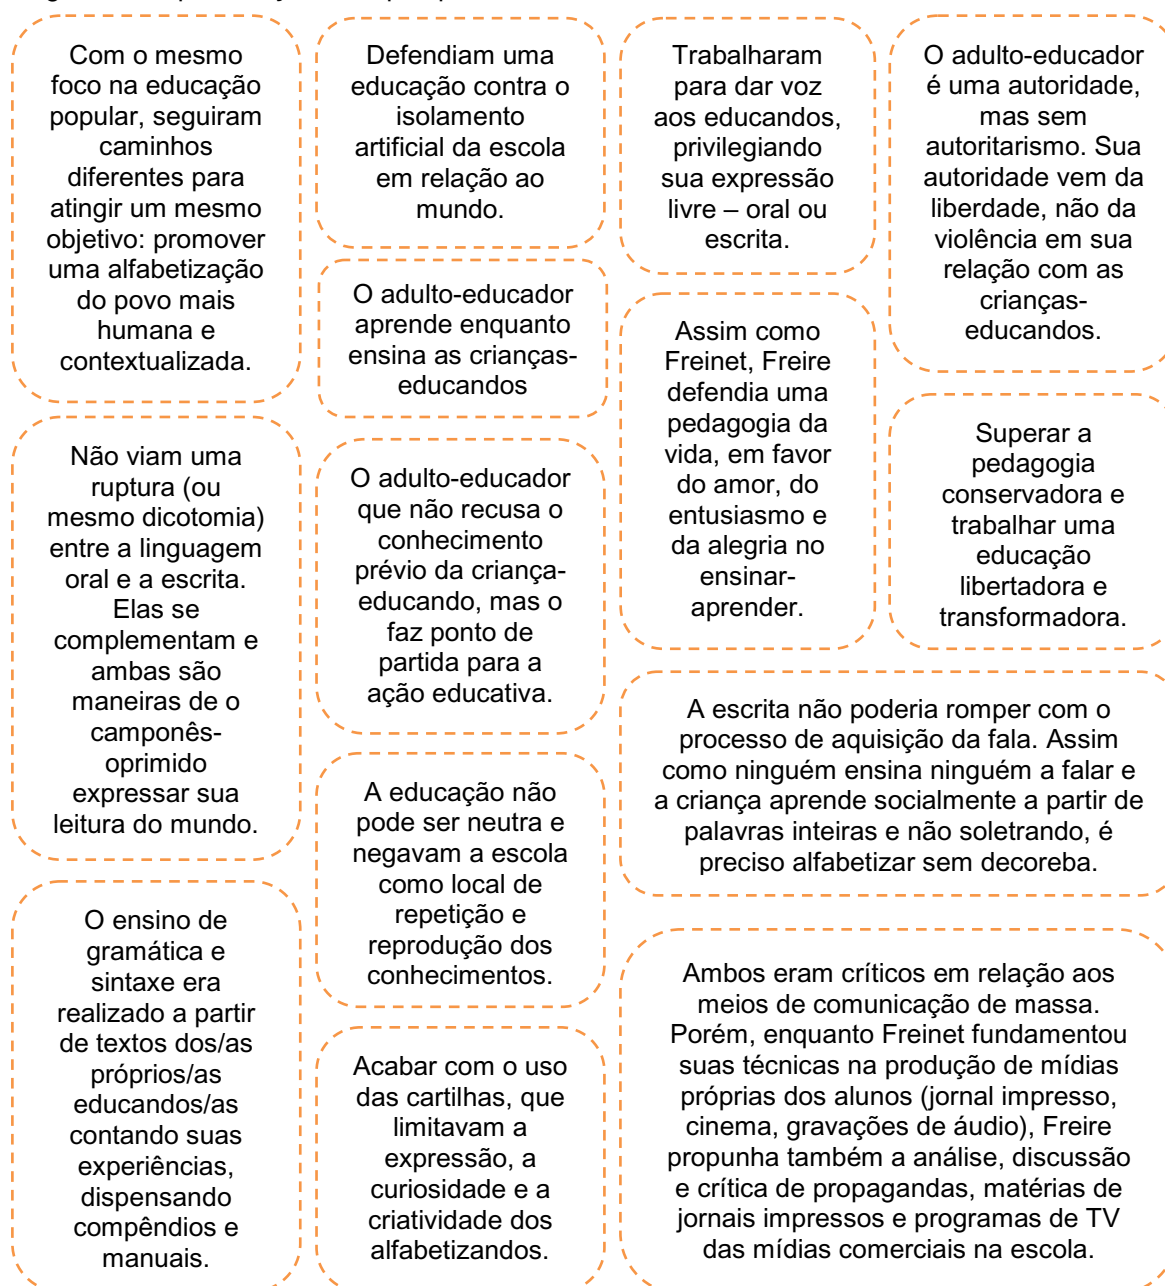 Com o mesmo
foco na educação
popular, seguiram
caminhos
diferentes para
atingir um mesmo
objetivo: promover
uma alfabetização
do povo mais
humana e
contextualizada.
Defendiam uma
educação contra o
isolamento
artificial da escola
em relação ao
mundo.
Trabalharam
para dar voz
aos educandos,
privilegiando
sua expressão
livre – oral ou
escrita.
O adulto-educador
é uma autoridade,
mas sem
autoritarismo. Sua
autoridade vem da
liberdade, não da
violência em sua
relação com as
crianças-
educandos.
O adulto-educador
aprende enquanto
ensina as crianças-
educandos
Assim como
Freinet, Freire
defendia uma
pedagogia da
vida, em favor
do amor, do
entusiasmo e
da alegria no
ensinar-
aprender.
Superar a
pedagogia
conservadora e
trabalhar uma
educação
libertadora e
transformadora.
Não viam uma
ruptura (ou
mesmo dicotomia)
entre a linguagem
oral e a escrita.
Elas se
complementam e
ambas são
maneiras de o
camponês-
oprimido
expressar sua
leitura do mundo.
O adulto-educador
que não recusa o
conhecimento
prévio da criança-
educando, mas o
faz ponto de
partida para a
ação educativa.
A escrita não poderia romper com o
processo de aquisição da fala. Assim
como ninguém ensina ninguém a falar e
a criança aprende socialmente a partir de
palavras inteiras e não soletrando, é
preciso alfabetizar sem decoreba.
A educação não
pode ser neutra e
negavam a escola
como local de
repetição e
reprodução dos
conhecimentos.
O ensino de
gramática e
sintaxe era
realizado a partir
de textos dos/as
próprios/as
educandos/as
contando suas
experiências,
dispensando
compêndios e
manuais.
Acabar com o uso
das cartilhas, que
limitavam a
expressão, a
curiosidade e a
criatividade dos
alfabetizandos.
Ambos eram críticos em relação aos
meios de comunicação de massa.
Porém, enquanto Freinet fundamentou
suas técnicas na produção de mídias
próprias dos alunos (jornal impresso,
cinema, gravações de áudio), Freire
propunha também a análise, discussão
e crítica de propagandas, matérias de
jornais impressos e programas de TV
das mídias comerciais na escola.